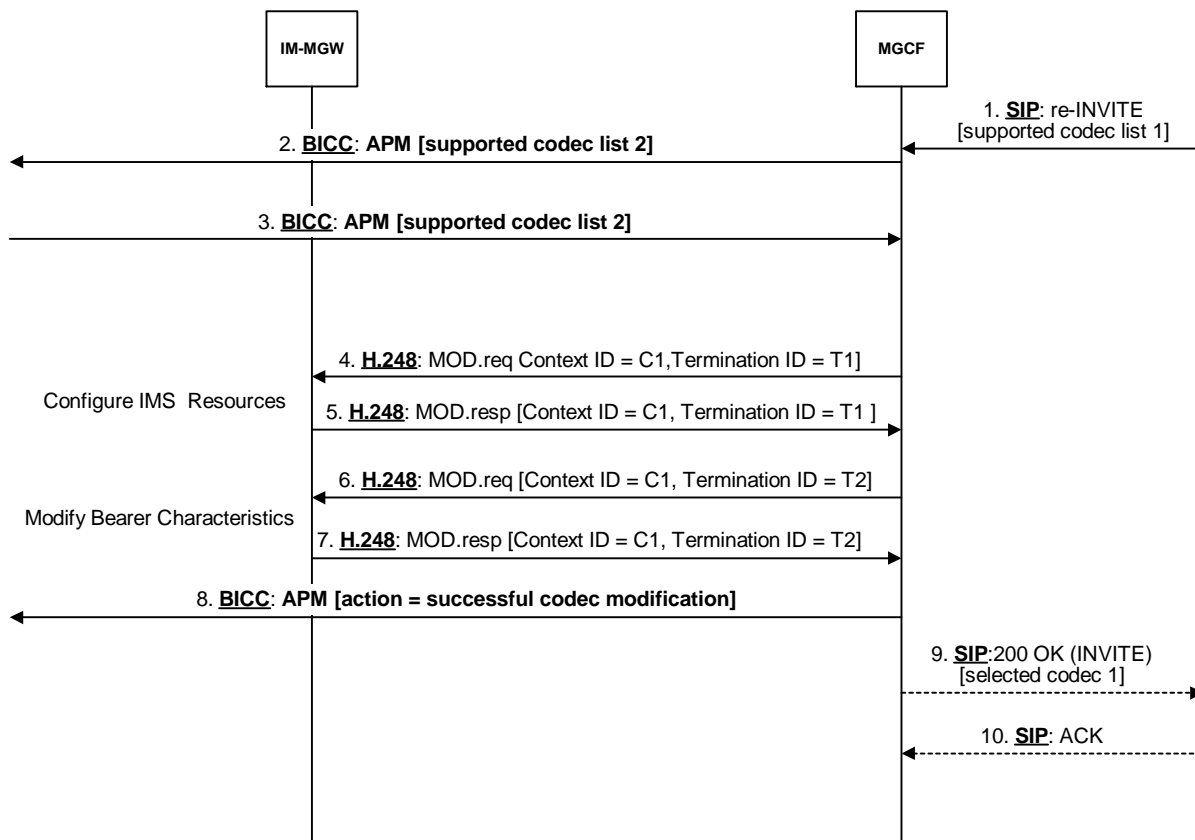 IM-MGW
MGCF
1. SIP: re-INVITE
[supported codec list 1]
2. BICC: APM [supported codec list 2]
3. BICC: APM [supported codec list 2]
4. H.248: MOD.req Context ID = C1,Termination ID = T1]
Configure IMS Resources
5. H.248: MOD.resp [Context ID = C1, Termination ID = T1 ]
6. H.248: MOD.req [Context ID = C1, Termination ID = T2]
Modify Bearer Characteristics
7. H.248: MOD.resp [Context ID = C1, Termination ID = T2]
8. BICC: APM [action = successful codec modification]
9. SIP:200 OK (INVITE)
[selected codec 1]
10. SIP: ACK